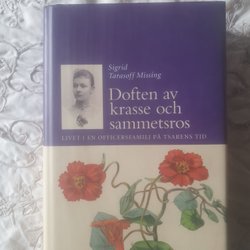 Sigrid
Tarasoff Missing
Doften av
krasse och
sammetsros
LIVET I EN OFFICERSFAMILJ PÅ TSARENS TID